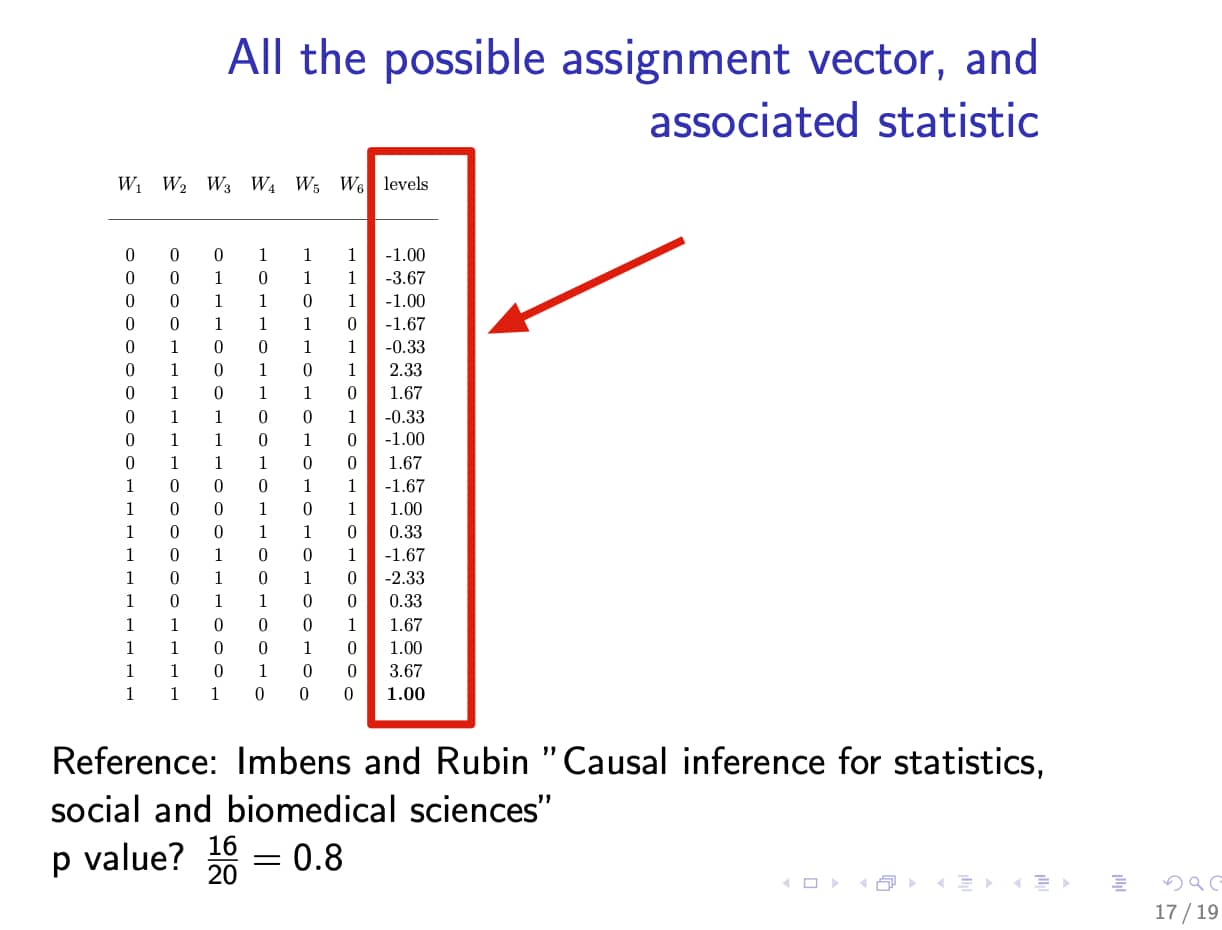 All the possible assignment vector, and
associated statistic
W₁ W₂ W₃ W₄ W₅ W₆ levels
0 0 0 1 1 1 -1.00
0 0 1 0 1 1 -3.67
0 0 1 1 0 1 -1.00
0 0 1 1 1 0 -1.67
0 1 0 0 1 1 -0.33
0 1 0 1 0 1 2.33
0 1 0 1 1 0 1.67
0 1 1 0 0 1 -0.33
0 1 1 0 1 0 -1.00
0 1 1 1 0 0 1.67
1 0 0 0 1 1 -1.67
1 0 0 1 0 1 1.00
1 0 0 1 1 0 0.33
1 0 1 0 0 1 -1.67
1 0 1 0 1 0 -2.33
1 0 1 1 0 0 0.33
1 1 0 0 0 1 1.67
1 1 0 0 1 0 1.00
1 1 0 1 0 0 3.67
1 1 1 0 0 0 1.00
Reference: Imbens and Rubin ”Causal inference for statistics,
social and biomedical sciences”
p value? 16/20 = 0.8
17 / 19